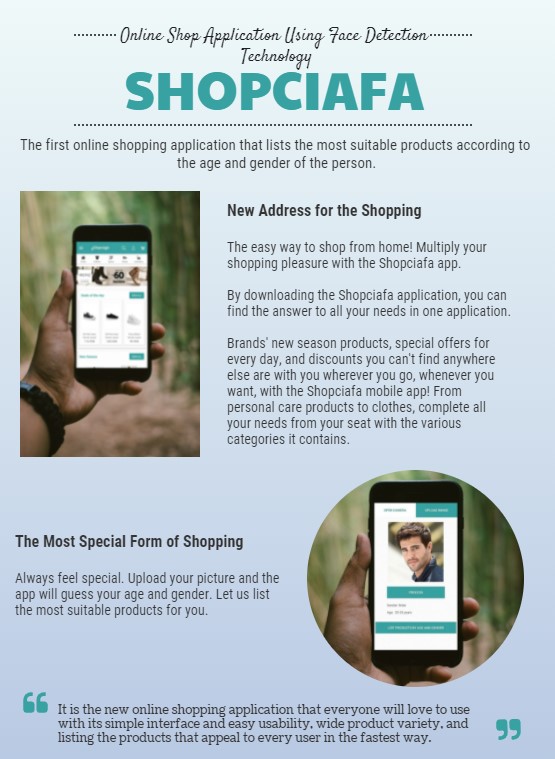 Online Shop Application Using Face Detection
Technology
SHOPCIAFA
The first online shopping application that lists the most suitable products according to
the age and gender of the person.
New Address for the Shopping
The easy way to shop from home! Multiply your
shopping pleasure with the Shopciafa app.
By downloading the Shopciafa application, you can
find the answer to all your needs in one application.
Brands' new season products, special offers for
every day, and discounts you can't find anywhere
else are with you wherever you go, whenever you
want, with the Shopciafa mobile app! From
personal care products to clothes, complete all
your needs from your seat with the various
categories it contains.
60
The Most Special Form of Shopping
Always feel special. Upload your picture and the
app will guess your age and gender. Let us list
the most suitable products for you.
“ It is the new online shopping application that everyone will love to use
with its simple interface and easy usability, wide product variety, and
listing the products that appeal to every user in the fastest way. ”